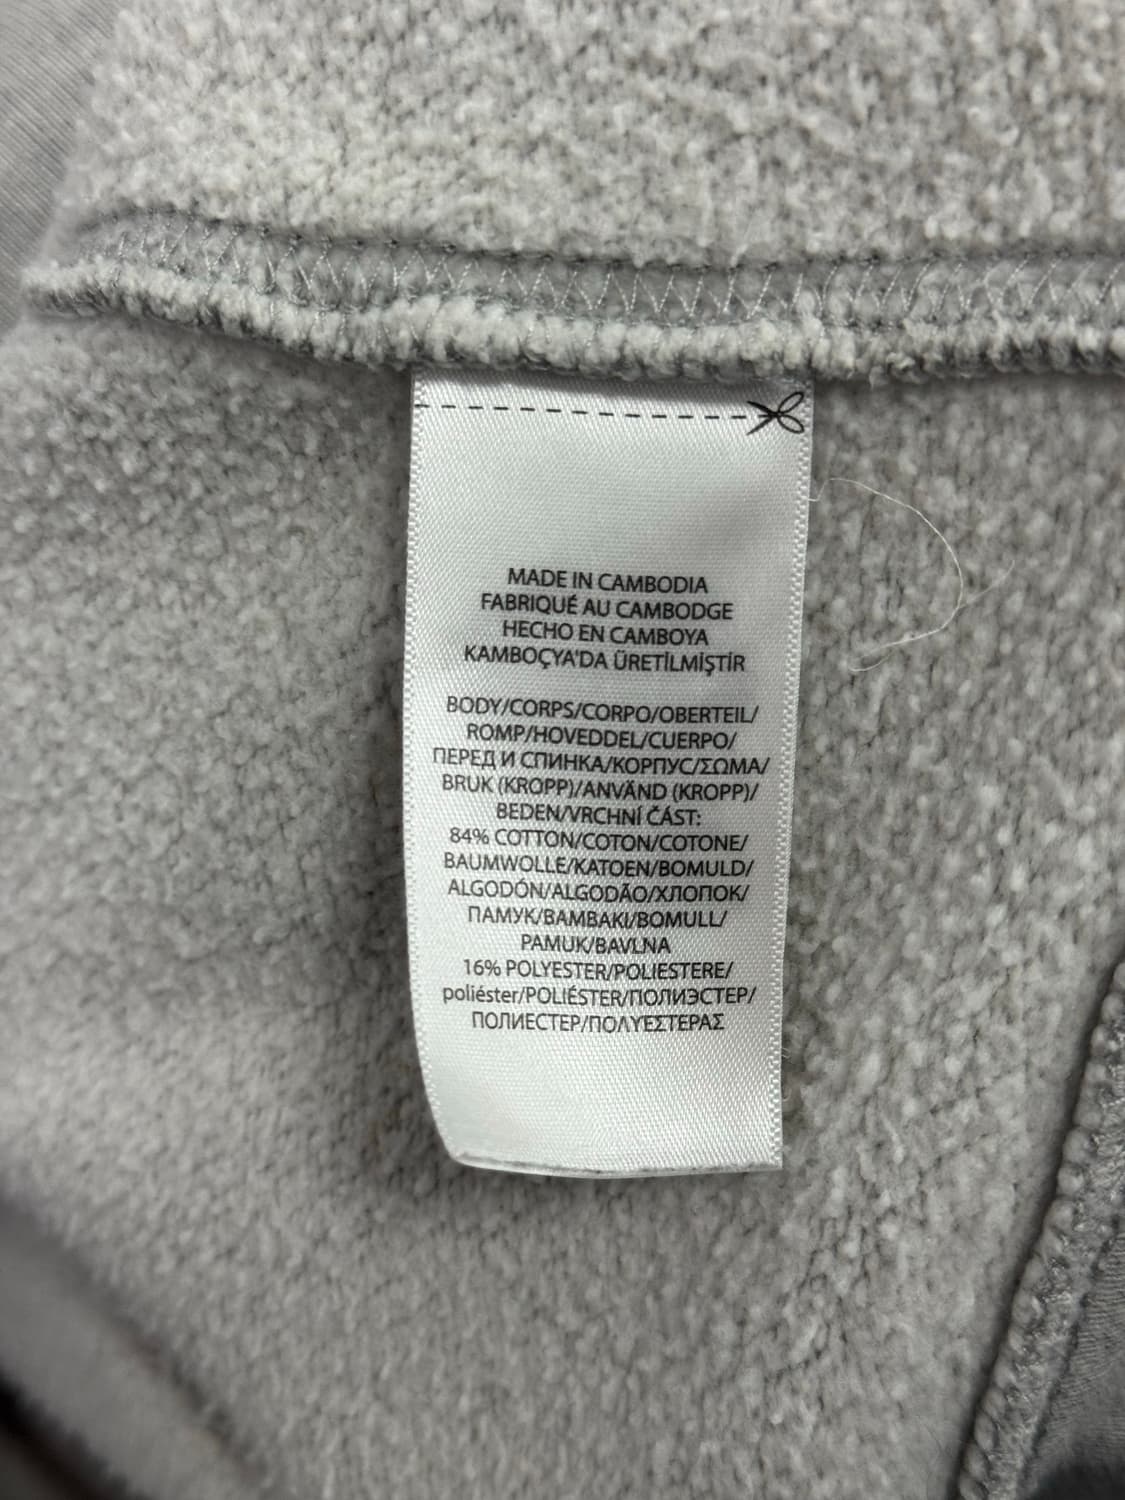 MADE IN CAMBODIA
FABRIQUÉ AU CAMBODGE
HECHO EN CAMBOYA
KAMBOÇYA'DA ÜRETİLMİŞTİR
BODY/CORPS/CORPO/OBERTEIL/
ROMP/HOVEDDEL/CUERPO/
ПЕРЕД И СПИНКА/КОРПУС/ΣΩΜΑ/
BRUK (KROPP)/ANVÄND (KROPP)/
BEDEN/VRCHNÍ ČÁST:
84% COTTON/COTON/COTONE/
BAUMWOLLE/KATOEN/BOMULD/
ALGODÓN/ALGODÃO/ХЛОПОК/
ПАМУК/ΒΑΜΒΑΚΙ/BOMULL/
PAMUK/BAVLNA
16% POLYESTER/POLIESTERE/
poliéster/POLIÉSTER/ПОЛИЭСТЕР/
ПОЛИЕСТЕР/ΠΟΛΥΕΣΤΕΡΑΣ